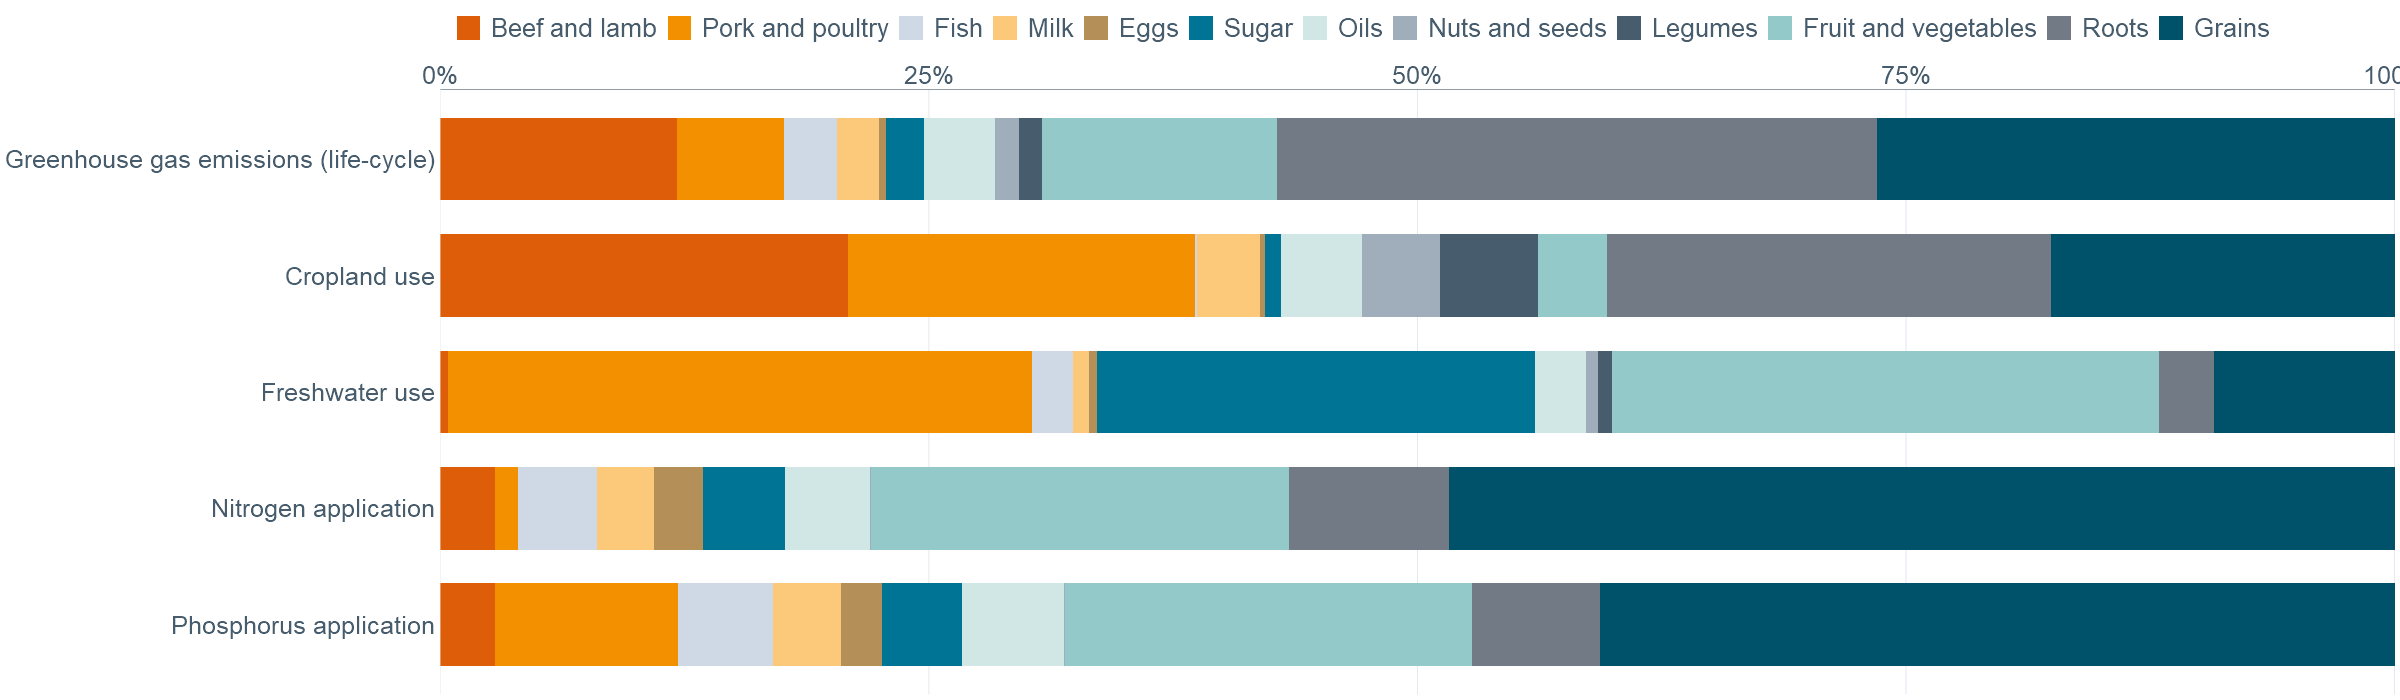 Beef and lamb Pork and poultry Fish Milk Eggs Sugar Oils Nuts and seeds Legumes Fruit and vegetables Roots Grains
0% 25% 50% 75% 100
Greenhouse gas emissions (life-cycle)
Cropland use
Freshwater use
Nitrogen application
Phosphorus application